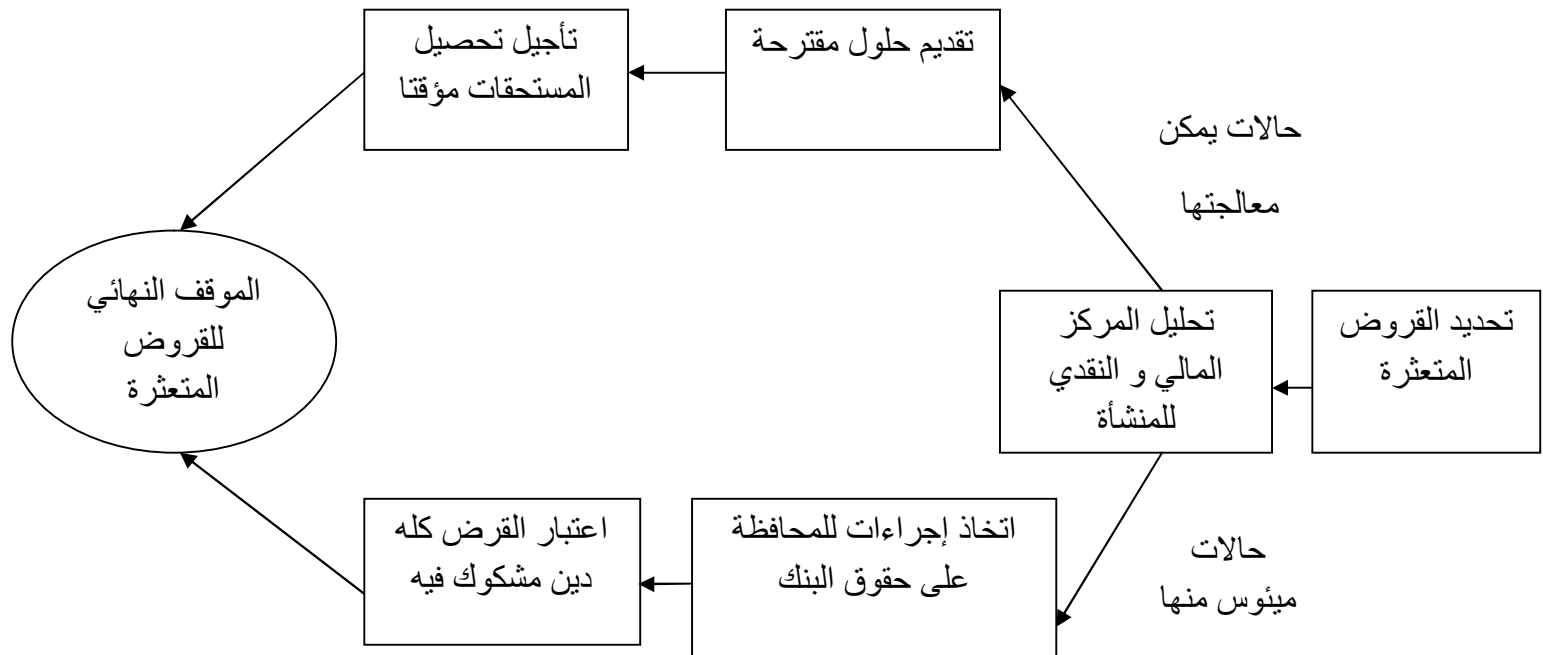 تحديد القروض
المتعثرة
تحليل المركز
المالي و النقدي
للمنشأة
حالات يمكن
معالجتها
تقديم حلول مقترحة
تأجيل تحصيل
المستحقات مؤقتا
حالات
ميئوس منها
اتخاذ إجراءات للمحافظة
على حقوق البنك
اعتبار القرض كله
دين مشكوك فيه
الموقف النهائي
للقروض
المتعثرة